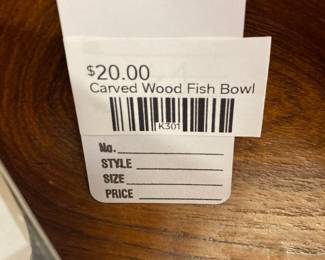 $20.00
Carved Wood Fish Bowl
K301
No.
STYLE
SIZE
PRICE